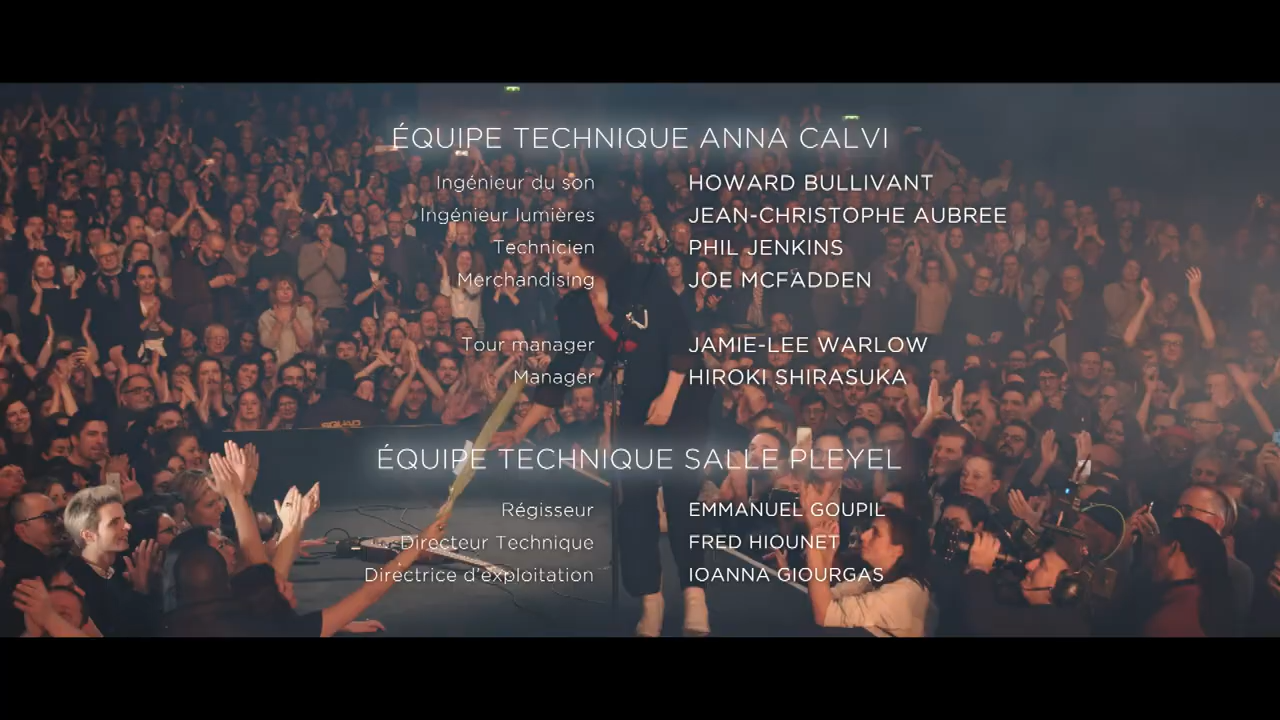 ÉQUIPE TECHNIQUE ANNA CALVI
Ingénieur du son HOWARD BULLIVANT
Ingénieur lumières JEAN-CHRISTOPHE AUBREE
Technicien PHIL JENKINS
Merchandising JOE MCFADDEN
Tour manager JAMIE-LEE WARLOW
Manager HIROKI SHIRASUKA
ÉQUIPE TECHNIQUE SALLE PLEYEL
Régisseur EMMANUEL GOUPIL
Directeur Technique FRED HIOUNET
Directrice d'exploitation IOANNA GIOURGAS